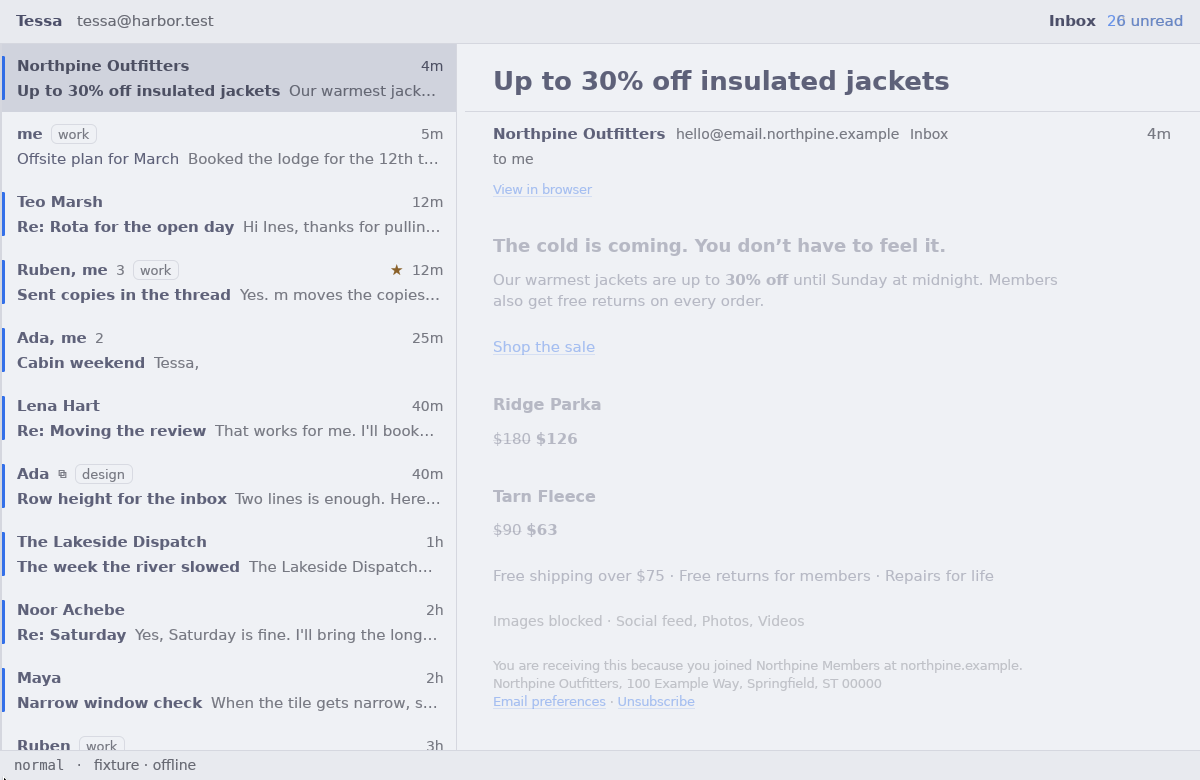 Tessa tessa@harbor.test
Inbox 26 unread
Northpine Outfitters 4m
Up to 30% off insulated jackets Our warmest jack…
me work 5m
Offsite plan for March Booked the lodge for the 12th t…
Teo Marsh 12m
Re: Rota for the open day Hi Ines, thanks for pullin…
Ruben, me 3 work ★ 12m
Sent copies in the thread Yes. m moves the copies…
Ada, me 2 25m
Cabin weekend Tessa,
Lena Hart 40m
Re: Moving the review That works for me. I'll book…
Ada ⧉ design 40m
Row height for the inbox Two lines is enough. Here…
The Lakeside Dispatch 1h
The week the river slowed The Lakeside Dispatch…
Noor Achebe 2h
Re: Saturday Yes, Saturday is fine. I'll bring the long…
Maya 2h
Narrow window check When the tile gets narrow, s…
Ruben work 3h
Up to 30% off insulated jackets
Northpine Outfitters hello@email.northpine.example Inbox 4m
to me
View in browser
The cold is coming. You don’t have to feel it.
Our warmest jackets are up to 30% off until Sunday at midnight. Members
also get free returns on every order.
Shop the sale
Ridge Parka
$180 $126
Tarn Fleece
$90 $63
Free shipping over $75 · Free returns for members · Repairs for life
Images blocked · Social feed, Photos, Videos
You are receiving this because you joined Northpine Members at northpine.example.
Northpine Outfitters, 100 Example Way, Springfield, ST 00000
Email preferences · Unsubscribe
normal · fixture · offline